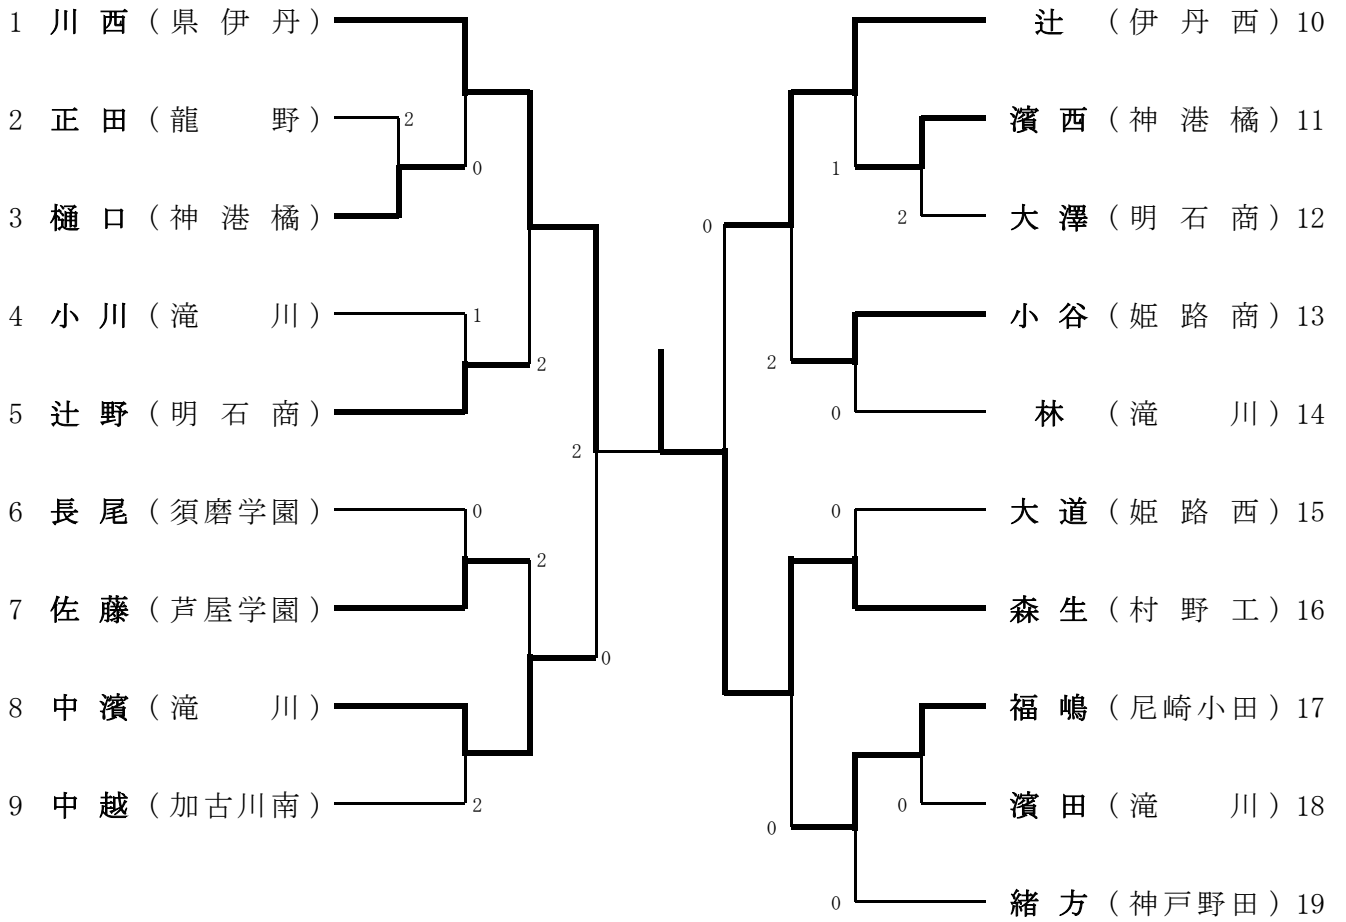 1 川西（県伊丹）
2 正田（龍野）
2
0
3 樋口（神港橘）
4 小川（滝川）
1
2
5 辻野（明石商）
2
6 長尾（須磨学園）
0
2
7 佐藤（芦屋学園）
0
8 中濱（滝川）
9 中越（加古川南）
2
辻（伊丹西）10
濱西（神港橘）11
1
2
大澤（明石商）12
0
小谷（姫路商）13
2
0
林（滝川）14
0
大道（姫路西）15
森生（村野工）16
福嶋（尼崎小田）17
0
濱田（滝川）18
0
0
緒方（神戸野田）19